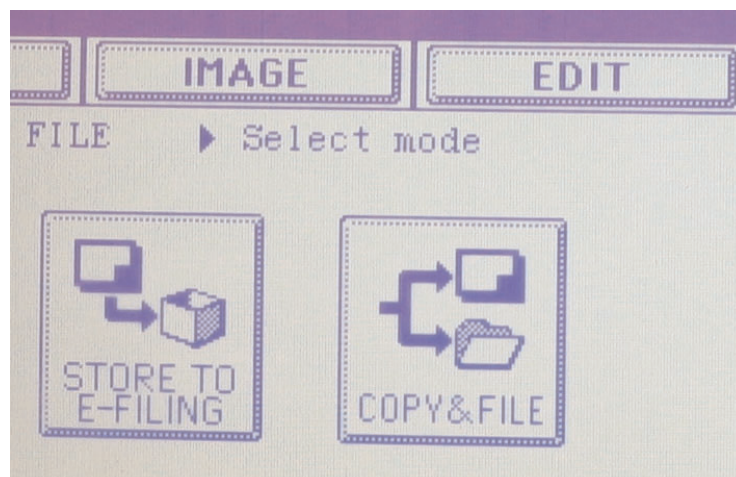 IMAGE EDIT
FILE ▶ Select mode
STORE TO
E-FILING
COPY&FILE